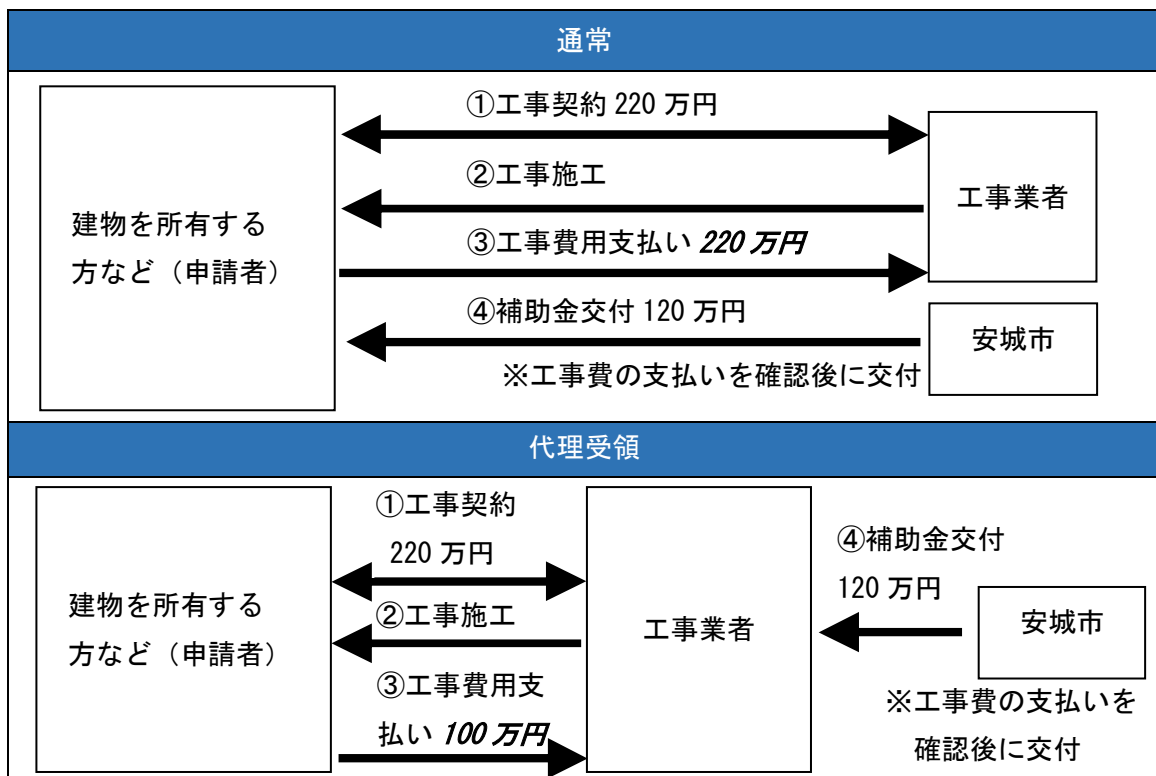 通常
①工事契約 220 万円
②工事施工
工事業者
建物を所有する
方など（申請者）
③工事費用支払い 220 万円
④補助金交付 120 万円
安城市
※工事費の支払いを確認後に交付
代理受領
①工事契約
220 万円
④補助金交付
120 万円
建物を所有する
方など（申請者）
②工事施工
工事業者
安城市
③工事費用支
払い 100 万円
※工事費の支払いを
確認後に交付